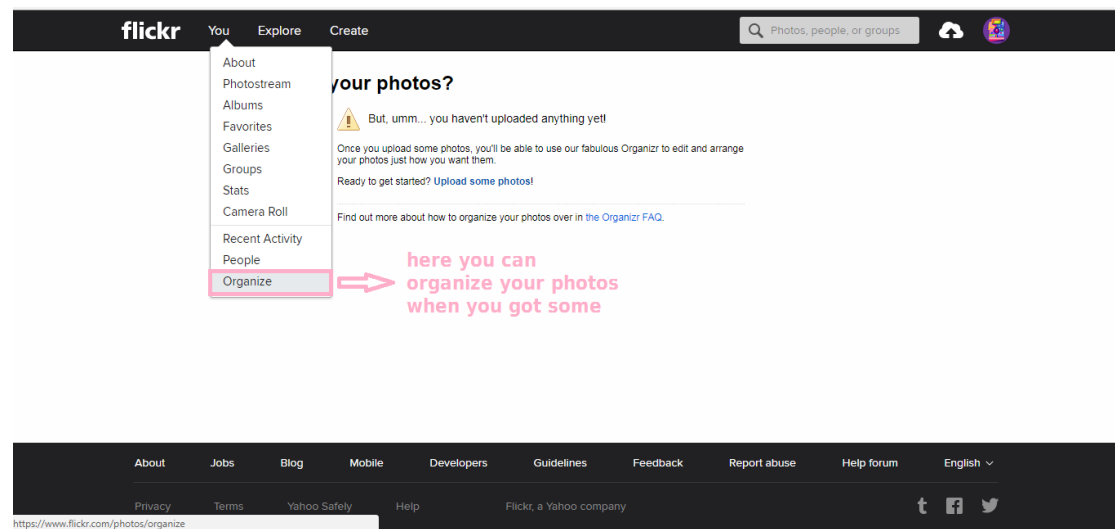 flickr You Explore Create Photos, people, or groups
About
Photostream
Albums
Favorites
Galleries
Groups
Stats
Camera Roll
Recent Activity
People
Organize
your photos?
But, umm... you haven't uploaded anything yet!
Once you upload some photos, you'll be able to use our fabulous Organizr to edit and arrange
your photos just how you want them.
Ready to get started? Upload some photos!
Find out more about how to organize your photos over in the Organizr FAQ.
here you can
organize your photos
when you got some
About Jobs Blog Mobile Developers Guidelines Feedback Report abuse Help forum English
Privacy Terms Yahoo Safely Help Flickr, a Yahoo company
https://www.flickr.com/photos/organize